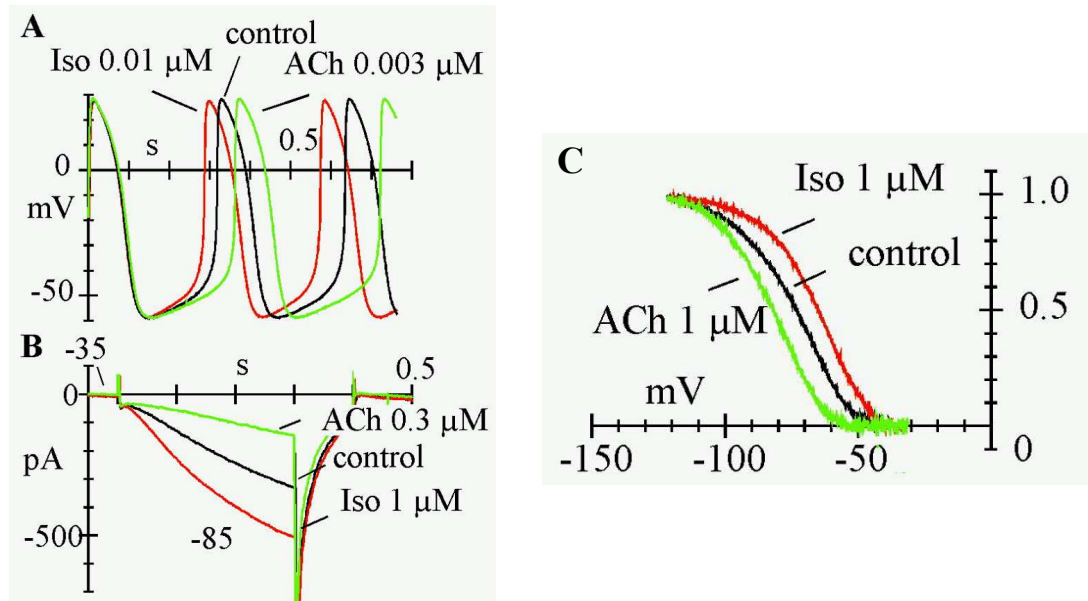 A
control
Iso 0.01 μM
ACh 0.003 μM
s
0.5
0
mV
-50
B
-35
s
0.5
0
ACh 0.3 μM
pA
control
Iso 1 μM
-500
-85
C
Iso 1 μM
1.0
control
ACh 1 μM
0.5
mV
0
-150
-100
-50